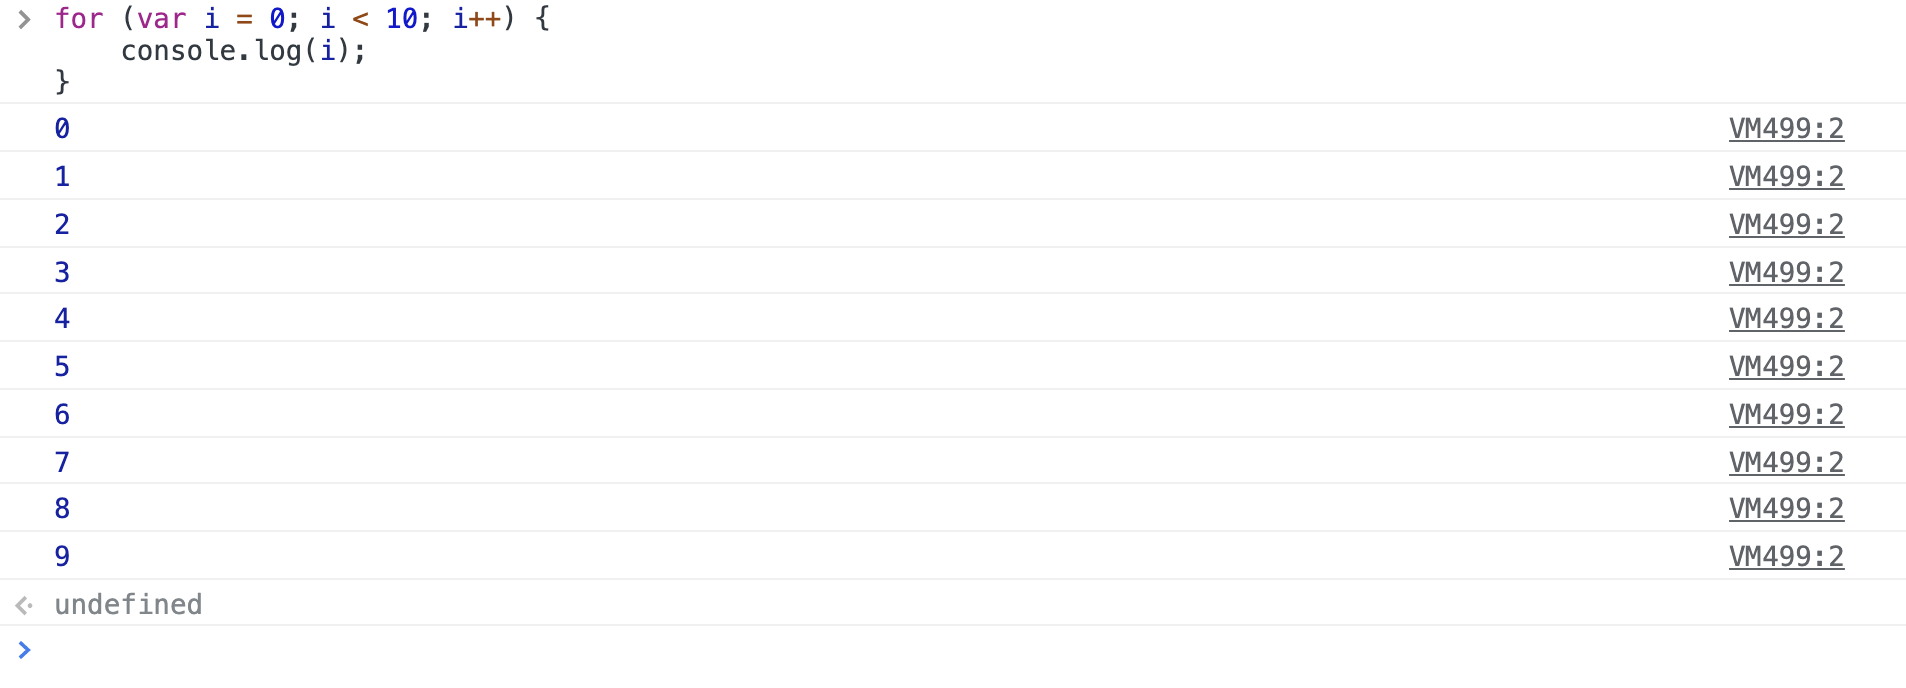 for (var i = 0; i < 10; i++) {
    console.log(i);
}
0 VM499:2
1 VM499:2
2 VM499:2
3 VM499:2
4 VM499:2
5 VM499:2
6 VM499:2
7 VM499:2
8 VM499:2
9 VM499:2
undefined